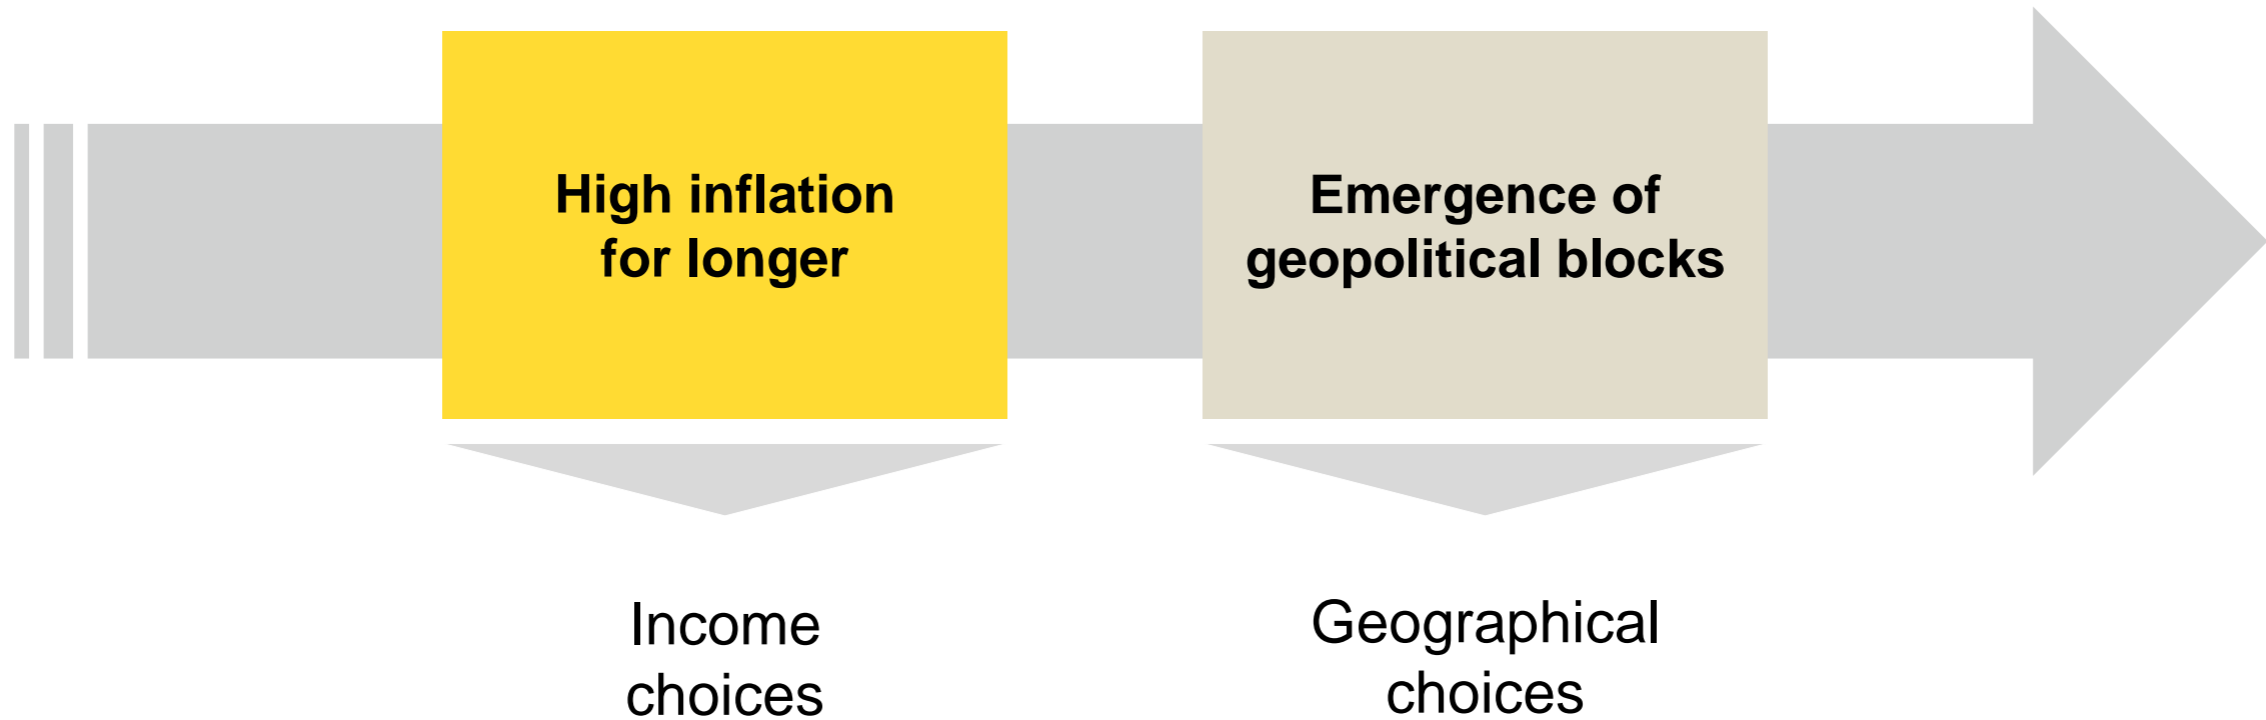 High inflation
for longer
Emergence of
geopolitical blocks
Income
choices
Geographical
choices